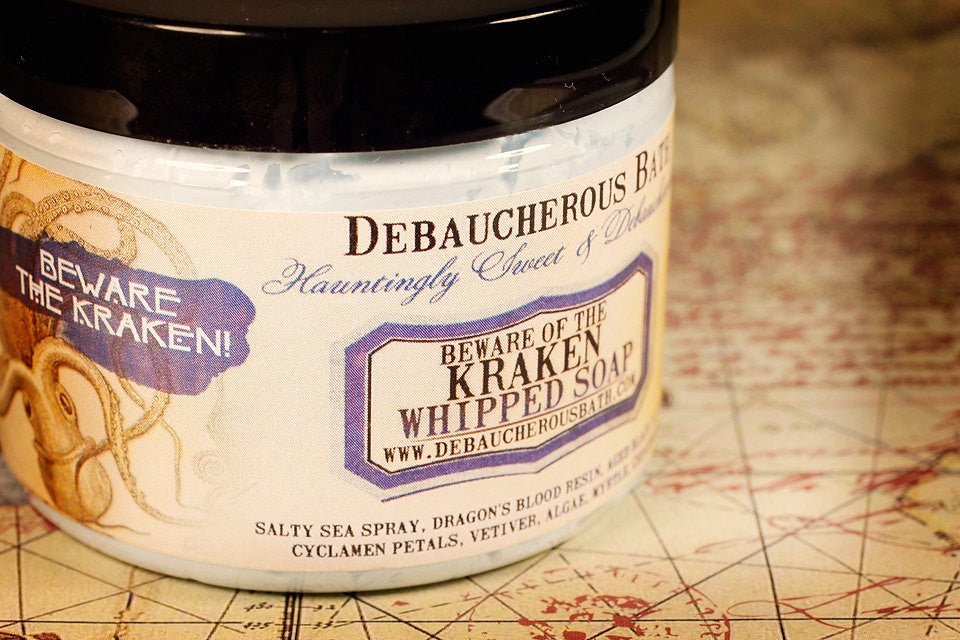 BEWARE
THE KRAKEN!
DEBAUCHEROUS BATH
Hauntingly Sweet &
BEWARE OF THE
KRAKEN
WHIPPED SOAP
WWW.DEBAUCHEROUSBATH.COM
SALTY SEA SPRAY, DRAGON'S BLOOD RESIN,
CYCLAMEN PETALS, VETIVER, ALGAE,